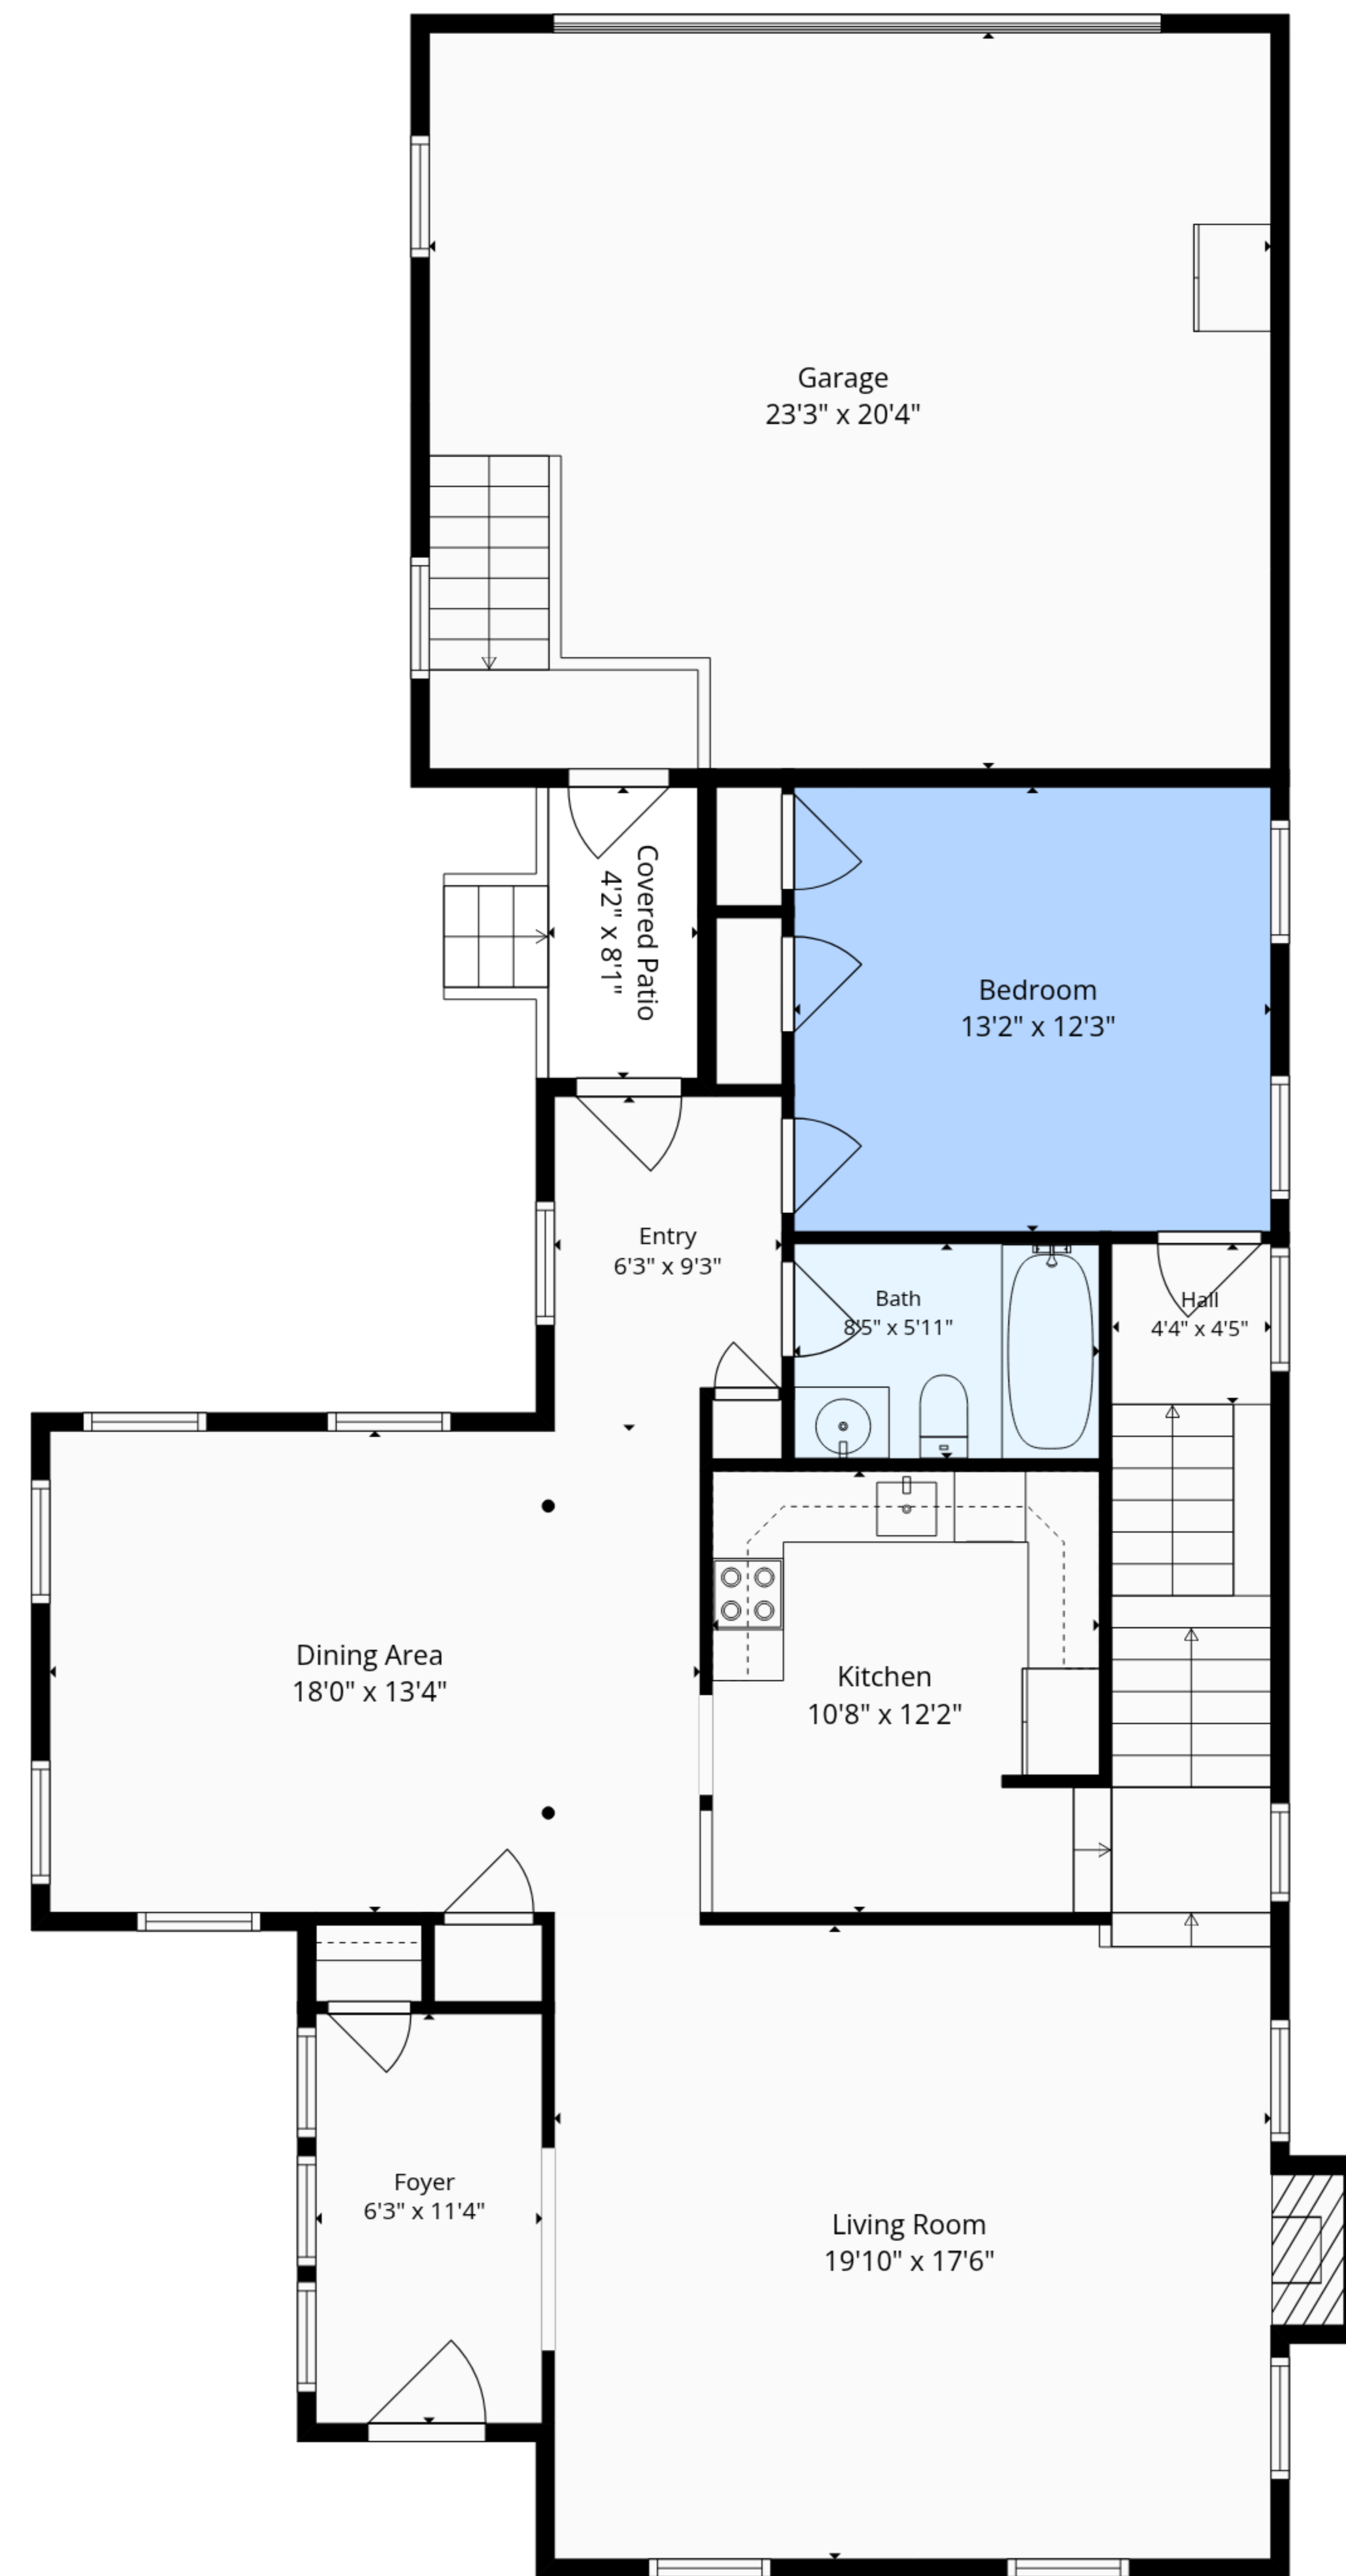 Garage
23'3" x 20'4"
Covered Patio
4'2" x 8'1"
Bedroom
13'2" x 12'3"
Entry
6'3" x 9'3"
Bath
8'5" x 5'11"
Hall
4'4" x 4'5"
Dining Area
18'0" x 13'4"
Kitchen
10'8" x 12'2"
Foyer
6'3" x 11'4"
Living Room
19'10" x 17'6"